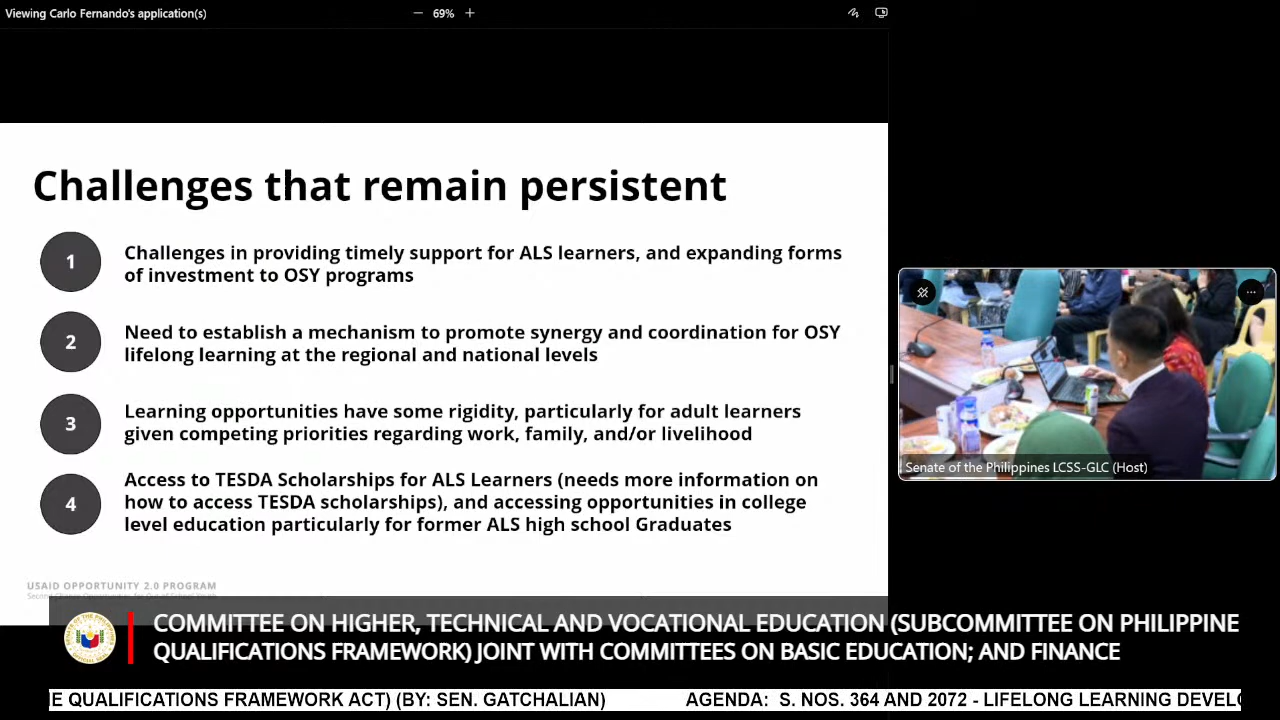 Viewing Carlo Fernando's application(s)
69%
Challenges that remain persistent
1
Challenges in providing timely support for ALS learners, and expanding forms
of investment to OSY programs
2
Need to establish a mechanism to promote synergy and coordination for OSY
lifelong learning at the regional and national levels
3
Learning opportunities have some rigidity, particularly for adult learners
given competing priorities regarding work, family, and/or livelihood
4
Access to TESDA Scholarships for ALS Learners (needs more information on
how to access TESDA scholarships), and accessing opportunities in college
level education particularly for former ALS high school Graduates
USAID OPPORTUNITY 2.0 PROGRAM
Senate of the Philippines LCSS-GLC (Host)
COMMITTEE ON HIGHER, TECHNICAL AND VOCATIONAL EDUCATION (SUBCOMMITTEE ON PHILIPPINE
QUALIFICATIONS FRAMEWORK) JOINT WITH COMMITTEES ON BASIC EDUCATION; AND FINANCE
E QUALIFICATIONS FRAMEWORK ACT) (BY: SEN. GATCHALIAN) AGENDA: S. NOS. 364 AND 2072 - LIFELONG LEARNING DEVELO